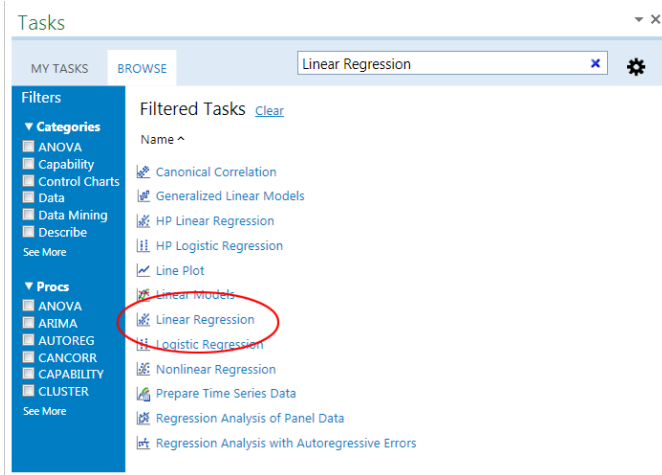 Tasks
MY TASKS
BROWSE
Linear Regression
Filters
▼ Categories
ANOVA
Capability
Control Charts
Data
Data Mining
Describe
See More
▼ Procs
ANOVA
ARIMA
AUTOREG
CANCORR
CAPABILITY
CLUSTER
See More
Filtered Tasks Clear
Name
Canonical Correlation
Generalized Linear Models
HP Linear Regression
HP Logistic Regression
Line Plot
Linear Models
Linear Regression
Logistic Regression
Nonlinear Regression
Prepare Time Series Data
Regression Analysis of Panel Data
Regression Analysis with Autoregressive Errors